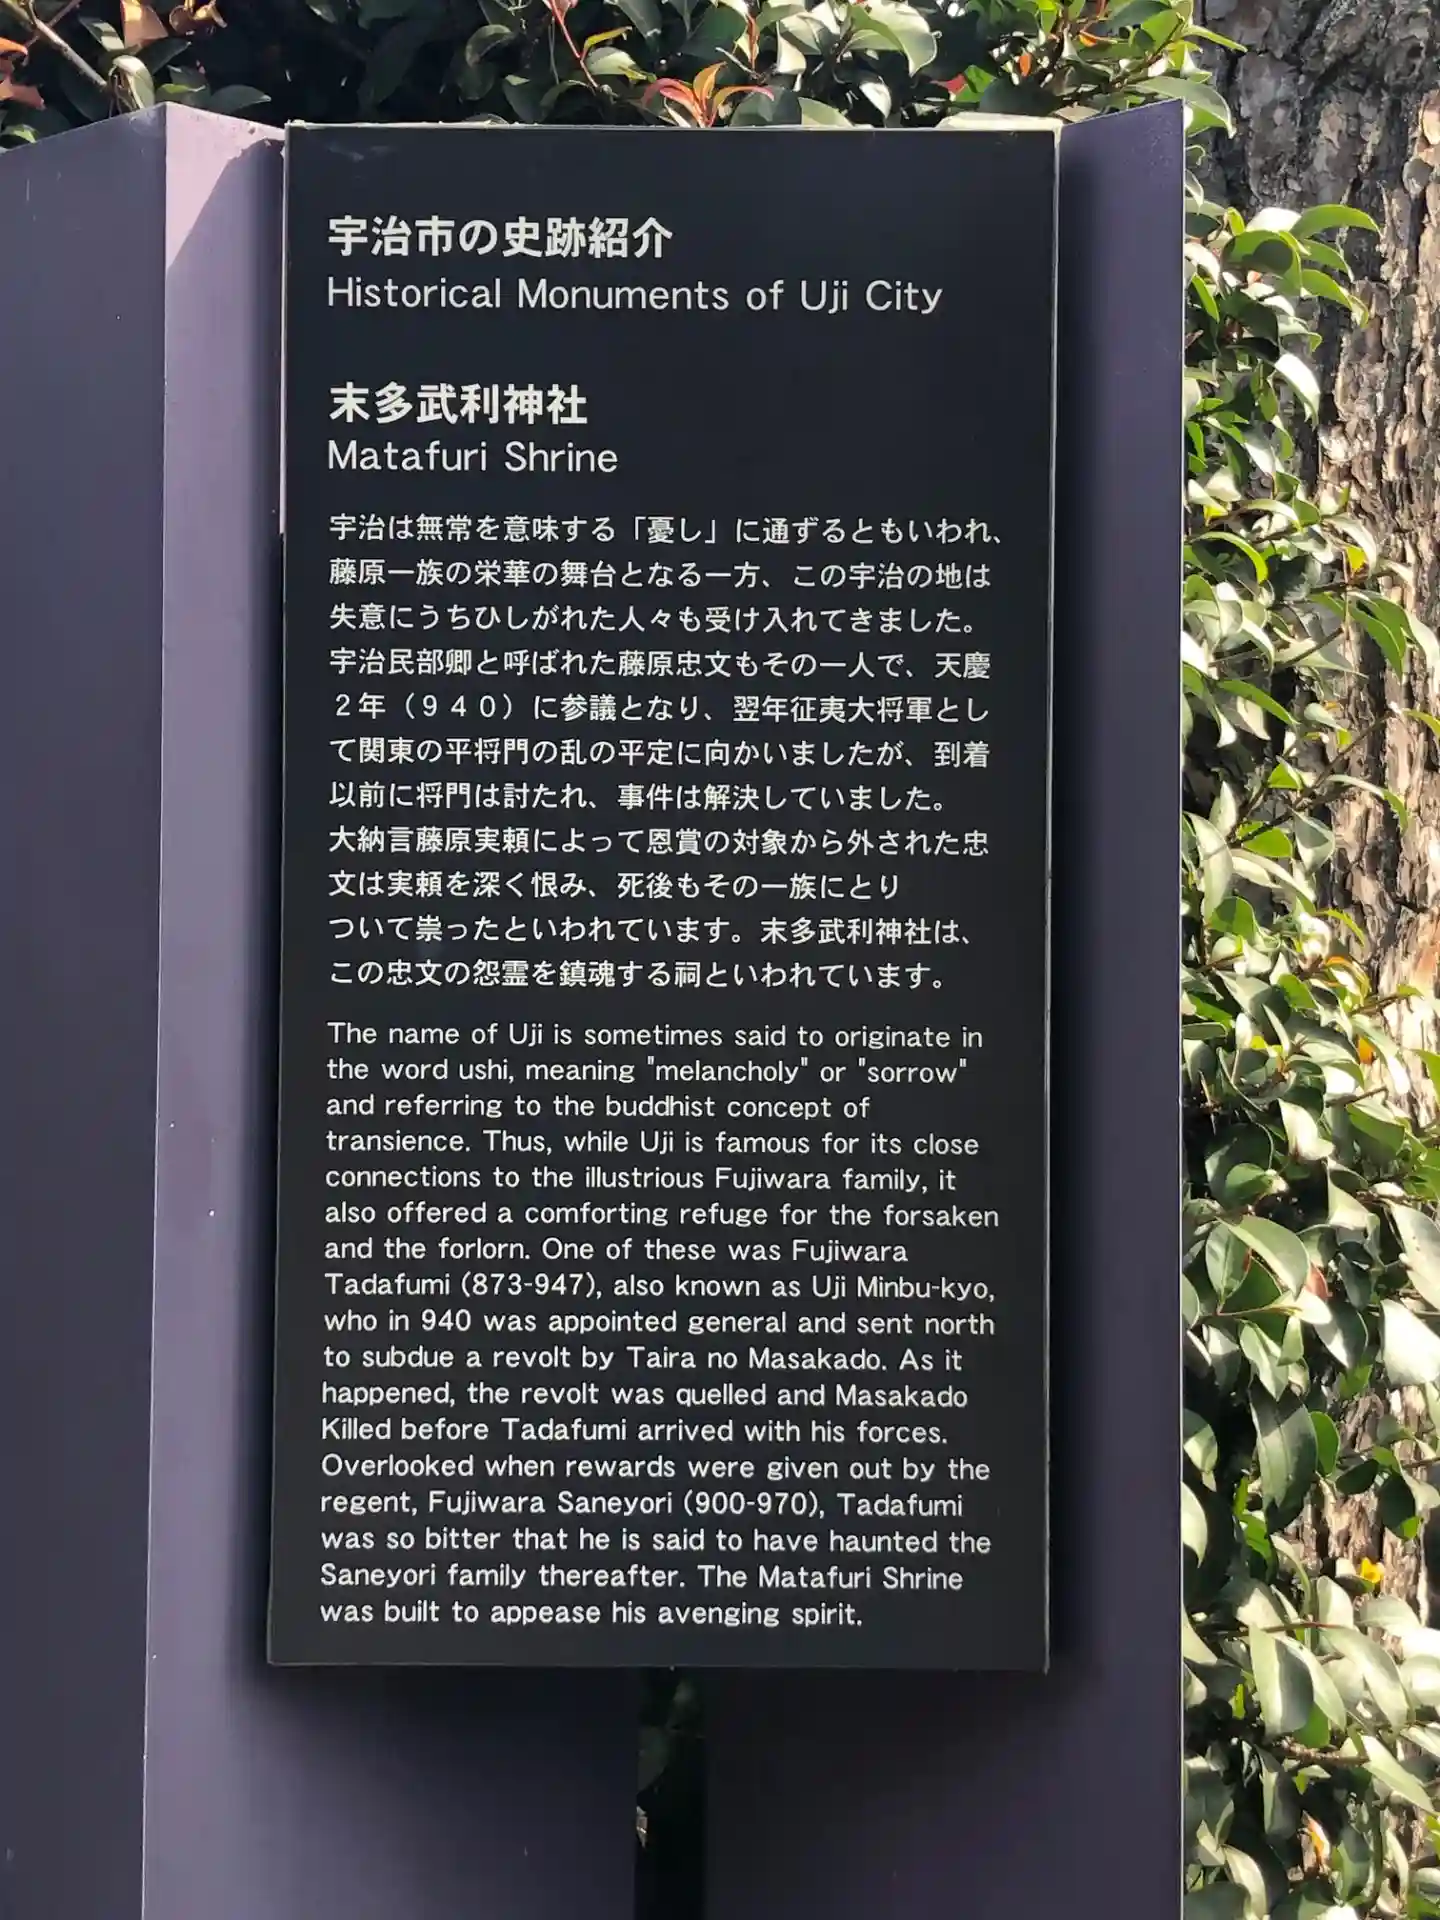 宇治市の史跡紹介
Historical Monuments of Uji City
末多武利神社
Matafuri Shrine
宇治は無常を意味する「憂し」に通ずるともいわれ、
藤原一族の栄華の舞台となる一方、この宇治の地は
失意にうちひしがれた人々も受け入れてきました。
宇治民部卿と呼ばれた藤原忠文もその一人で、天慶
２年（９４０）に参議となり、翌年征夷大将軍とし
て関東の平将門の乱の平定に向かいましたが、到着
以前に将門は討たれ、事件は解決していました。
大納言藤原実頼によって恩賞の対象から外された忠
文は実頼を深く恨み、死後もその一族にとり
ついて祟ったといわれています。末多武利神社は、
この忠文の怨霊を鎮魂する祠といわれています。
The name of Uji is sometimes said to originate in
the word ushi, meaning "melancholy" or "sorrow"
and referring to the buddhist concept of
transience. Thus, while Uji is famous for its close
connections to the illustrious Fujiwara family, it
also offered a comforting refuge for the forsaken
and the forlorn. One of these was Fujiwara
Tadafumi (873-947), also known as Uji Minbu-kyo,
who in 940 was appointed general and sent north
to subdue a revolt by Taira no Masakado. As it
happened, the revolt was quelled and Masakado
Killed before Tadafumi arrived with his forces.
Overlooked when rewards were given out by the
regent, Fujiwara Saneyori (900-970), Tadafumi
was so bitter that he is said to have haunted the
Saneyori family thereafter. The Matafuri Shrine
was built to appease his avenging spirit.